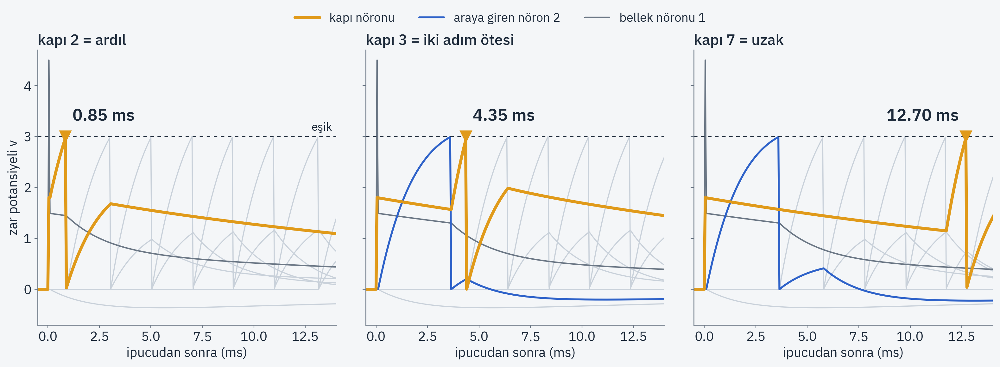 kapı nöronu
araya giren nöron 2
bellek nöronu 1
kapı 2 = ardıl
kapı 3 = iki adım ötesi
kapı 7 = uzak
0.85 ms
4.35 ms
12.70 ms
eşik
zar potansiyeli v
4
3
2
1
0
0.0 2.5 5.0 7.5 10.0 12.5
0.0 2.5 5.0 7.5 10.0 12.5
0.0 2.5 5.0 7.5 10.0 12.5
ipucudan sonra (ms)
ipucudan sonra (ms)
ipucudan sonra (ms)